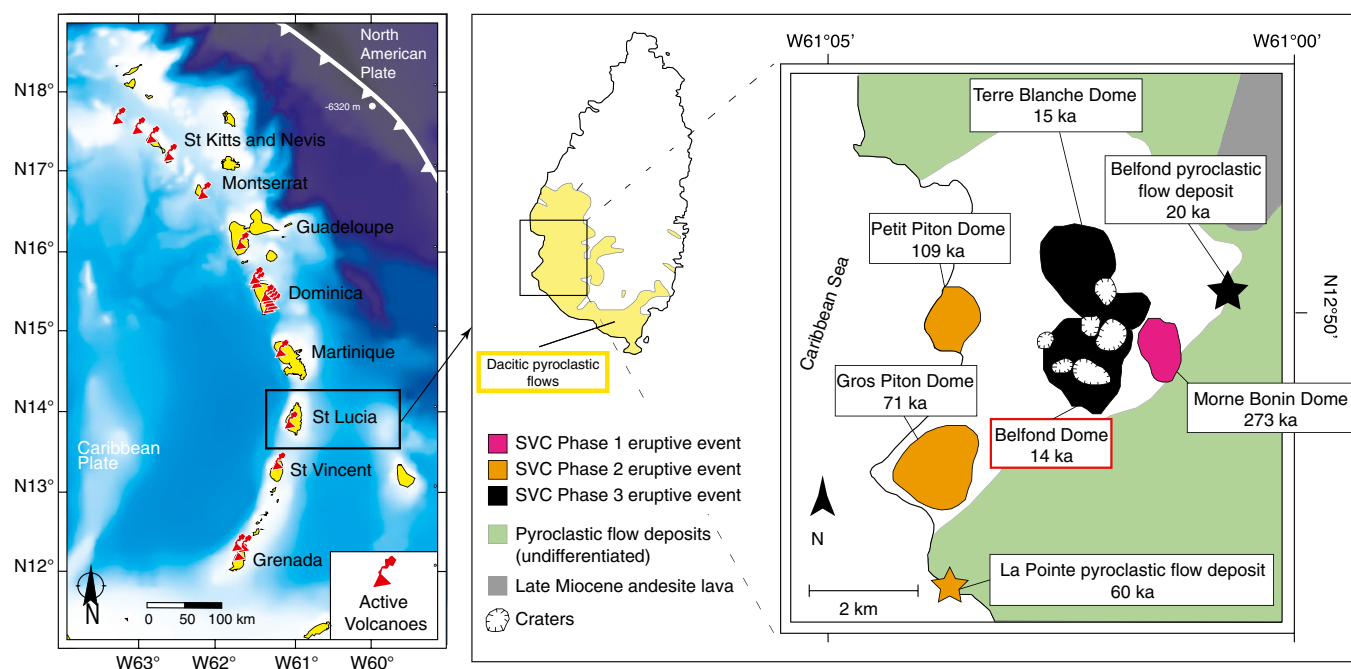 North
American
Plate
-6320 m
N18°
N17°
N16°
N15°
N14°
N13°
N12°
St Kitts and Nevis
Montserrat
Guadeloupe
Dominica
Martinique
St Lucia
St Vincent
Grenada
Caribbean
Plate
N
0 50 100 km
Active
Volcanoes
W63° W62° W61° W60°
Dacitic pyroclastic
flows
SVC Phase 1 eruptive event
SVC Phase 2 eruptive event
SVC Phase 3 eruptive event
Pyroclastic flow deposits
(undifferentiated)
Late Miocene andesite lava
Craters
W61°05′ W61°00′
N12°50′
Caribbean Sea
Terre Blanche Dome
15 ka
Belfond pyroclastic
flow deposit
20 ka
Petit Piton Dome
109 ka
Gros Piton Dome
71 ka
Belfond Dome
14 ka
Morne Bonin Dome
273 ka
La Pointe pyroclastic flow deposit
60 ka
N
2 km